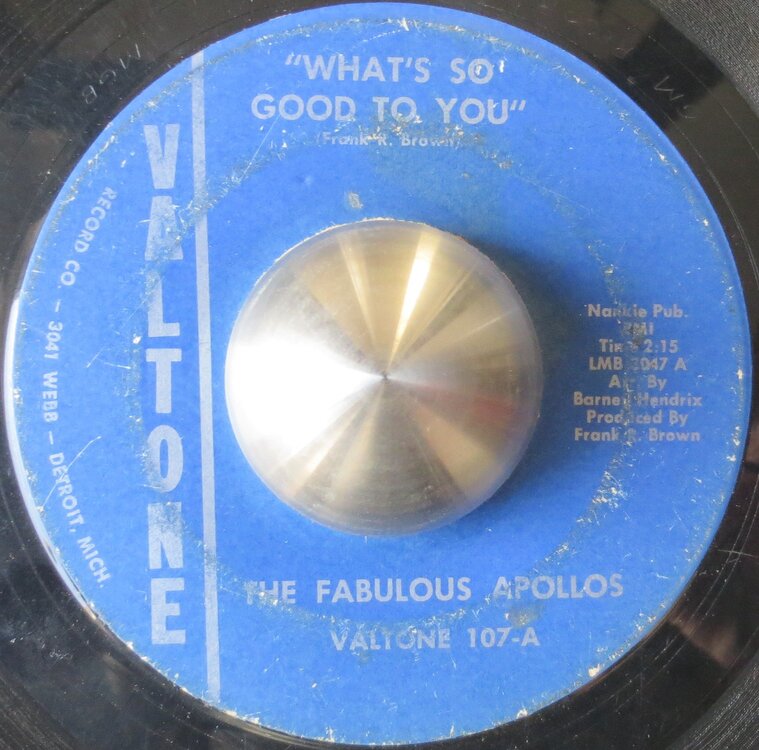 "WHAT'S SO
GOOD TO YOU"
(Frank R. Brown)
VALTONE
RECORD CO — 3041 WEBB — DETROIT, MICH.
Nankie Pub.
BMI
Time 2:15
LMB 2047 A
Arr By
Barney Hendrix
Produced By
Frank R. Brown
THE FABULOUS APOLLOS
VALTONE 107-A